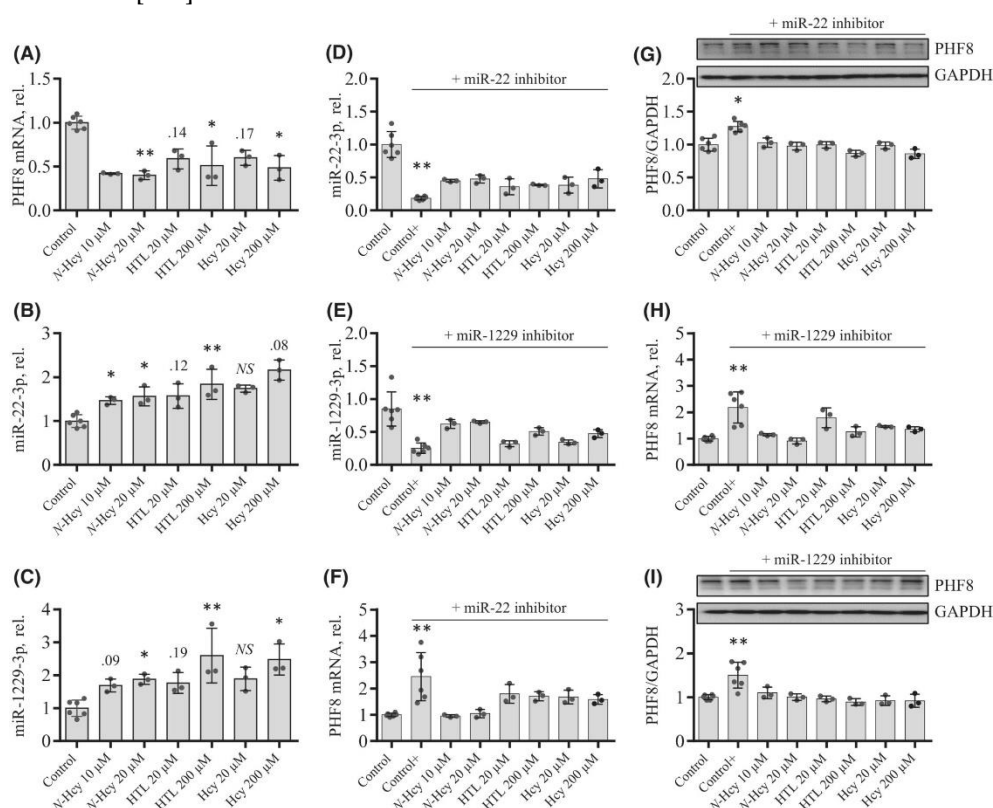 (A)
PHF8 mRNA, rel.
1.5
1.0
0.5
0.0
**
.14
*
.17
*
Control
N-Hcy 10 μM
N-Hcy 20 μM
HTL 20 μM
HTL 200 μM
Hcy 20 μM
Hcy 200 μM
(D)
+ miR-22 inhibitor
miR-22-3p, rel.
2.0
1.5
1.0
0.5
0.0
**
Control
Control+
N-Hcy 10 μM
N-Hcy 20 μM
HTL 20 μM
HTL 200 μM
Hcy 20 μM
Hcy 200 μM
(G)
+ miR-22 inhibitor
PHF8
GAPDH
PHF8/GAPDH
2.0
1.5
1.0
0.5
0.0
*
Control
Control+
N-Hcy 10 μM
N-Hcy 20 μM
HTL 20 μM
HTL 200 μM
Hcy 20 μM
Hcy 200 μM
(B)
miR-22-3p, rel.
3
2
1
0
*
*
.12
**
NS
.08
Control
N-Hcy 10 μM
N-Hcy 20 μM
HTL 20 μM
HTL 200 μM
Hcy 20 μM
Hcy 200 μM
(E)
+ miR-1229 inhibitor
miR-1229-3p, rel.
2.0
1.5
1.0
0.5
0.0
**
Control
Control+
N-Hcy 10 μM
N-Hcy 20 μM
HTL 20 μM
HTL 200 μM
Hcy 20 μM
Hcy 200 μM
(H)
+ miR-1229 inhibitor
PHF8 mRNA, rel.
5
4
3
2
1
0
**
Control
Control+
N-Hcy 10 μM
N-Hcy 20 μM
HTL 20 μM
HTL 200 μM
Hcy 20 μM
Hcy 200 μM
(C)
miR-1229-3p, rel.
4
3
2
1
0
.09
*
.19
**
NS
*
Control
N-Hcy 10 μM
N-Hcy 20 μM
HTL 20 μM
HTL 200 μM
Hcy 20 μM
Hcy 200 μM
(F)
+ miR-22 inhibitor
PHF8 mRNA, rel.
5
4
3
2
1
0
**
Control
Control+
N-Hcy 10 μM
N-Hcy 20 μM
HTL 20 μM
HTL 200 μM
Hcy 20 μM
Hcy 200 μM
(I)
+ miR-1229 inhibitor
PHF8
GAPDH
PHF8/GAPDH
3
2
1
0
**
Control
Control+
N-Hcy 10 μM
N-Hcy 20 μM
HTL 20 μM
HTL 200 μM
Hcy 20 μM
Hcy 200 μM